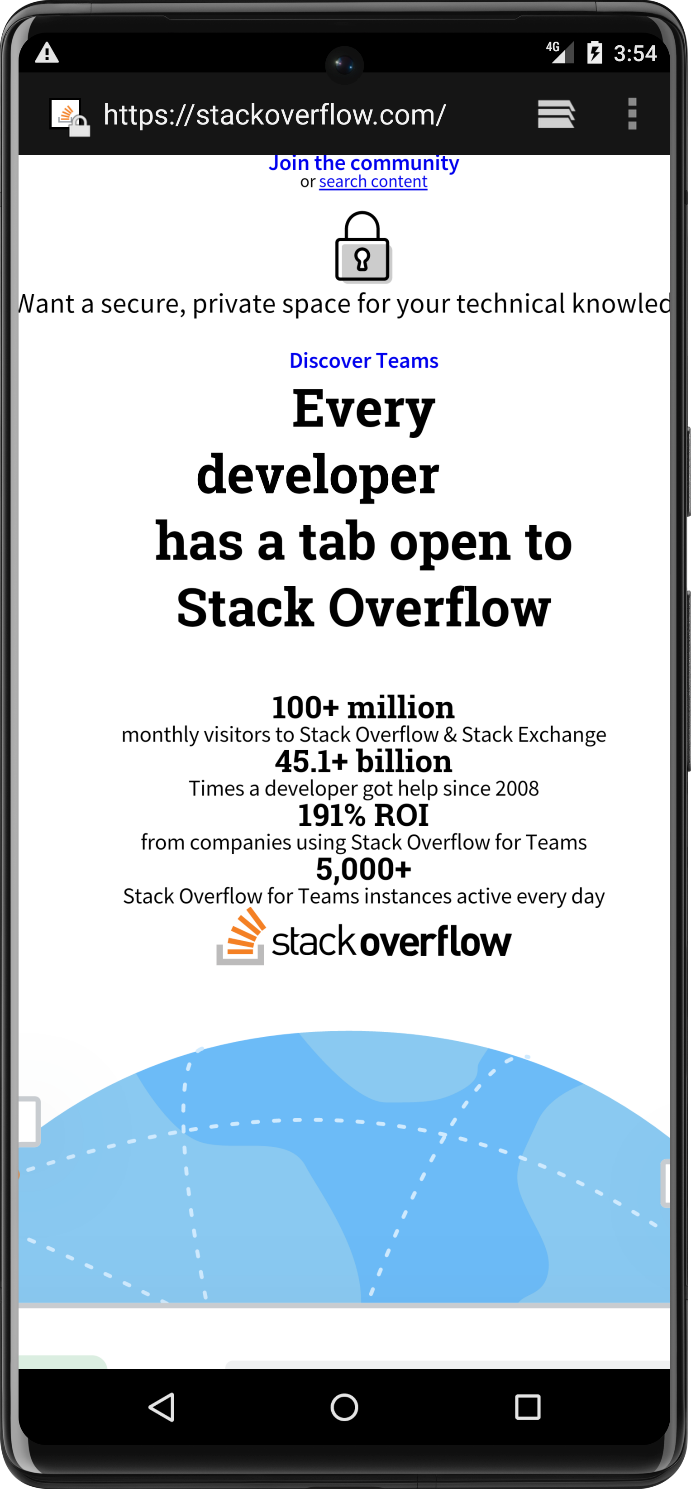 4G 3:54
https://stackoverflow.com/
Join the community
or search content
Want a secure, private space for your technical knowled
Discover Teams
Every
developer
has a tab open to
Stack Overflow
100+ million
monthly visitors to Stack Overflow & Stack Exchange
45.1+ billion
Times a developer got help since 2008
191% ROI
from companies using Stack Overflow for Teams
5,000+
Stack Overflow for Teams instances active every day
stackoverflow